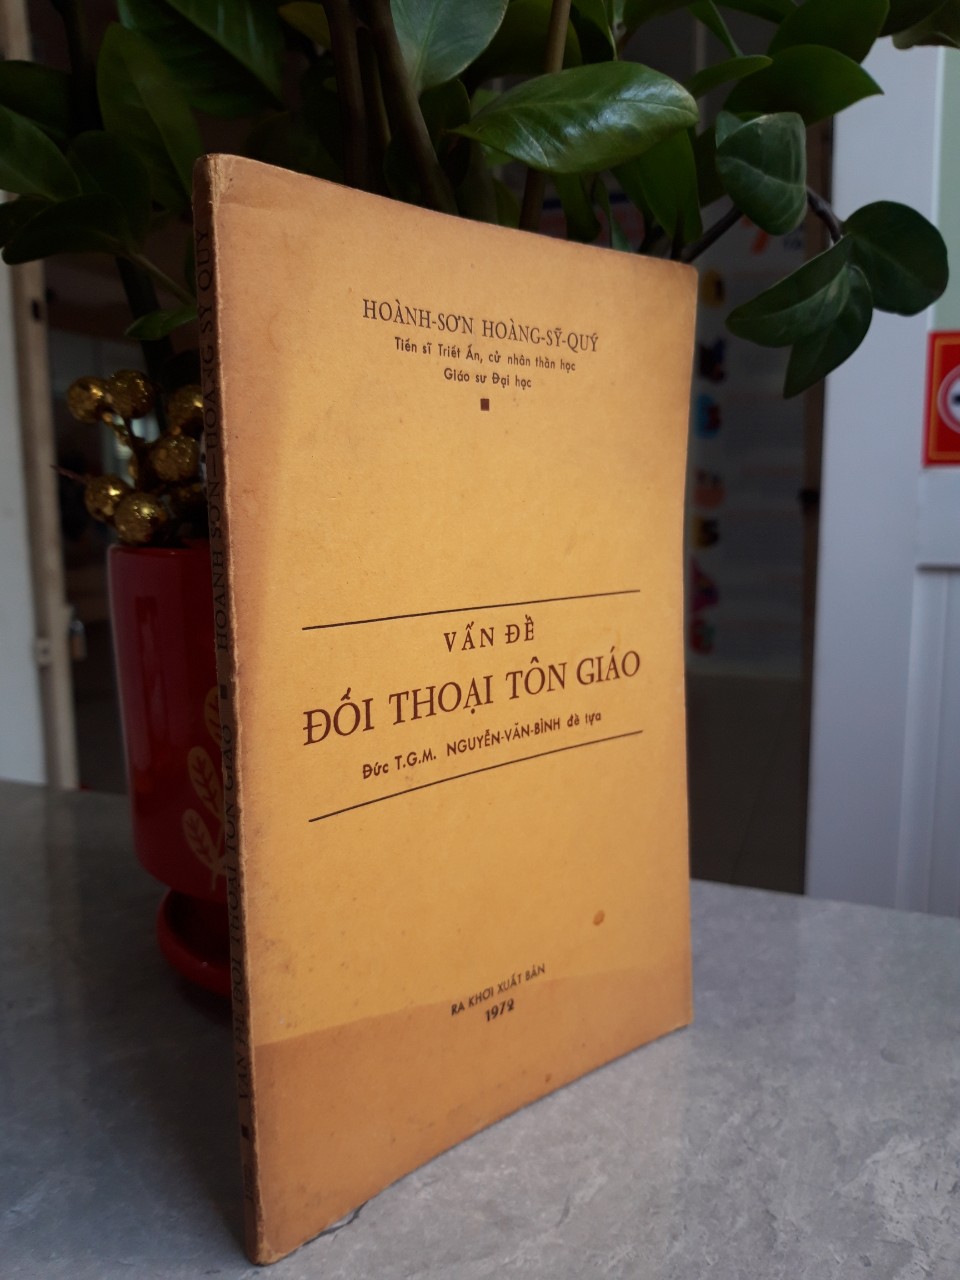 HOÀNH-SƠN HOÀNG-SỸ-QUÝ
Tiến sĩ Triết Ấn, cử nhân thần học
Giáo sư Đại học
VẤN ĐỀ
ĐỐI THOẠI TÔN GIÁO
Đức T.G.M. NGUYỄN-VĂN-BÌNH đề tựa
RA KHƠI XUẤT BẢN
1972
VẤN ĐỀ ĐỐI THOẠI TÔN GIÁO ■ HOÀNH SƠN—HOÀNG SỸ QUÝ